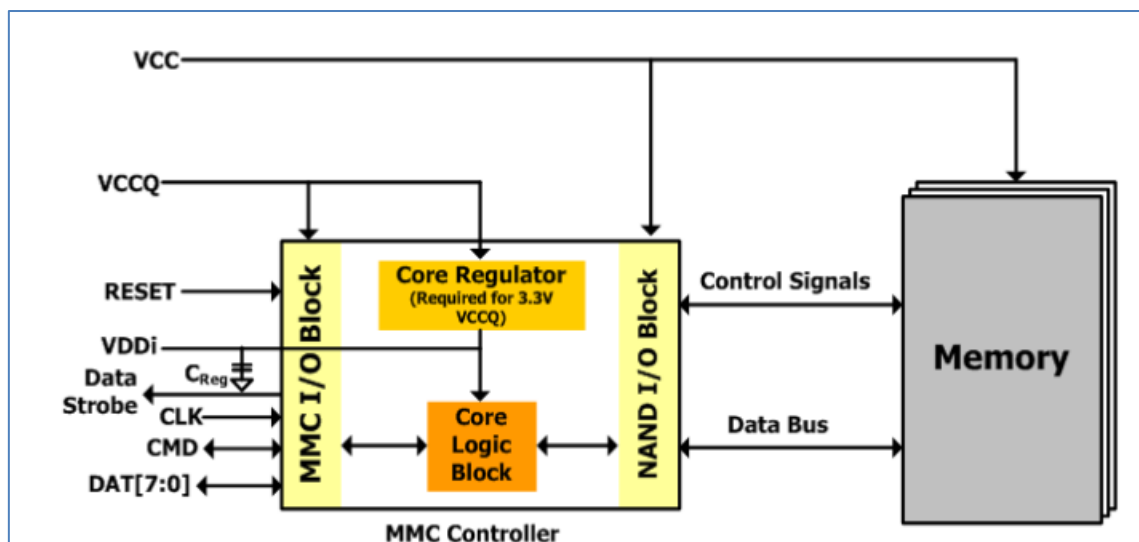 VCC
VCCQ
RESET
VDDi
CReg
Data
Strobe
CLK
CMD
DAT[7:0]
MMC I/O Block
Core Regulator
(Required for 3.3V
VCCQ)
Core
Logic
Block
NAND I/O Block
MMC Controller
Control Signals
Data Bus
Memory